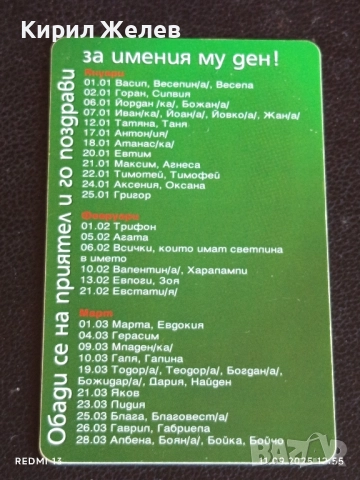 Кирил Желев
Обади се на приятел и го поздрави
за имения му ден!
Януари
01.01 Васил, Веселин/а/, Весела
02.01 Горан, Силвия
06.01 Йордан /ка/, Божан/а/
07.01 Иван/ка/, Йоан/а/, Йовко/а/, Жан/а/
12.01 Татяна, Таня
17.01 Антон/ия/
18.01 Атанас/ка/
20.01 Евтим
21.01 Максим, Агнеса
22.01 Тимотей, Тимофей
24.01 Аксения, Оксана
25.01 Григор
Февруари
01.02 Трифон
05.02 Агата
06.02 Всички, които имат светлина
в името
10.02 Валентин/а/, Харалампи
13.02 Евлоги, Зоя
21.02 Евстати/я/
Март
01.03 Марта, Евдокия
04.03 Герасим
09.03 Младен/ка/
10.03 Галя, Галина
19.03 Тодор/а/, Теодор/а/, Богдан/а/,
Божидар/а/, Дария, Найден
21.03 Яков
23.03 Лидия
25.03 Блага, Благовест/а/
26.03 Гаврил, Габриела
28.03 Албена, Боян/а/, Бойка, Бойчо
REDMI 13
bazar